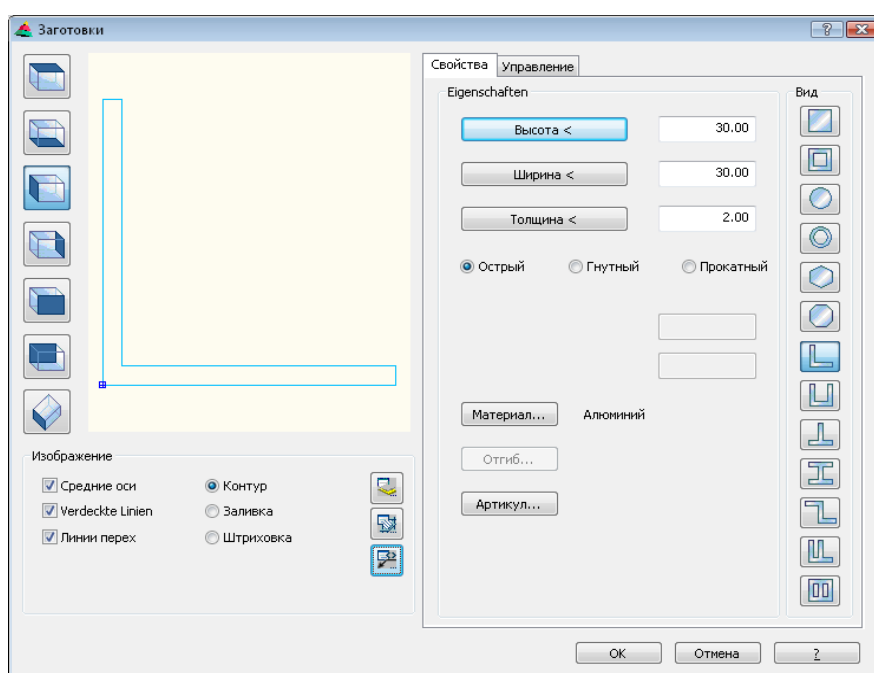 Заготовки
Свойства
Управление
Eigenschaften
Вид
Высота <
30.00
Ширина <
30.00
Толщина <
2.00
Острый
Гнутный
Прокатный
Материал...
Алюминий
Отгиб...
Артикул...
Изображение
Средние оси
Контур
Verdeckte Linien
Заливка
Линии перех
Штриховка
OK
Отмена
?